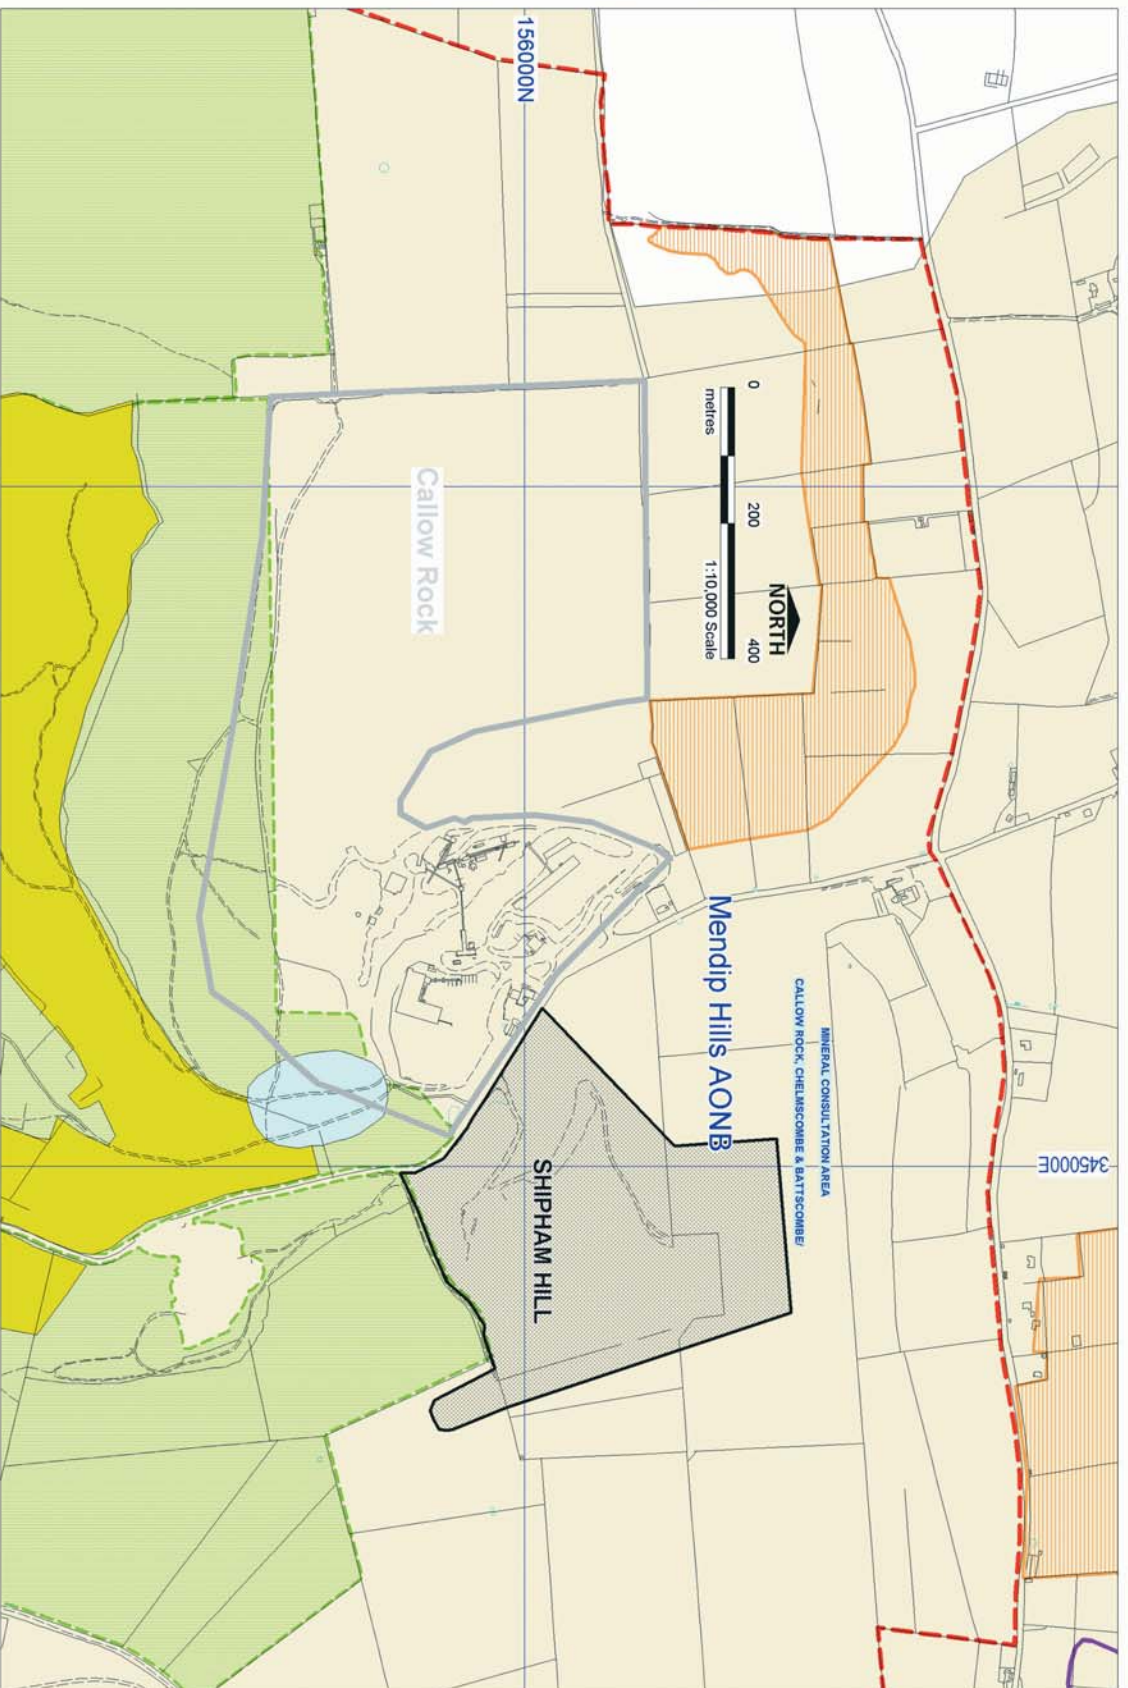 156000N
345000E
MINERAL CONSULTATION AREA
CALLOW ROCK, CHELMSCOMBE & BATTSCOMBE/
Mendip Hills AONB
NORTH
0 200 400
metres 1:10,000 Scale
SHIPHAM HILL
Callow Rock